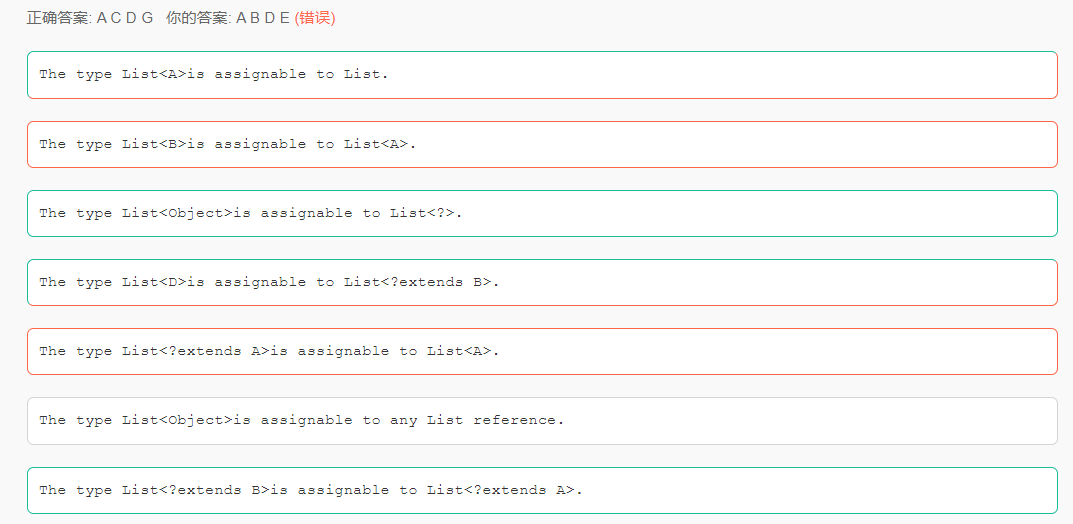 正确答案: A C D G 你的答案: A B D E (错误)
The type List<A>is assignable to List.
The type List<B>is assignable to List<A>.
The type List<Object>is assignable to List<?>.
The type List<D>is assignable to List<?extends B>.
The type List<?extends A>is assignable to List<A>.
The type List<Object>is assignable to any List reference.
The type List<?extends B>is assignable to List<?extends A>.